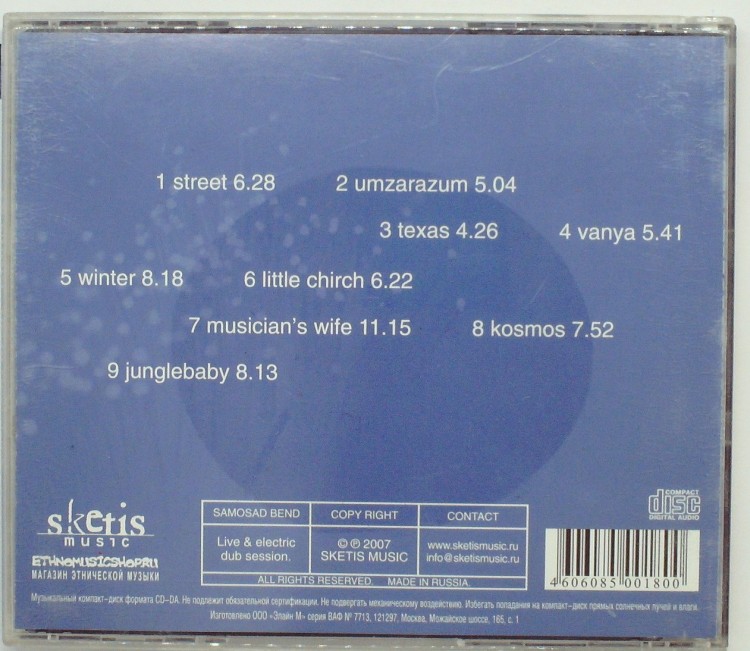 1 street 6.28 2 umzarazum 5.04
3 texas 4.26 4 vanya 5.41
5 winter 8.18 6 little chirch 6.22
7 musician's wife 11.15 8 kosmos 7.52
9 junglebaby 8.13
sketis
music
ETHNOMUSICSHOP.RU
МАГАЗИН ЭТНИЧЕСКОЙ МУЗЫКИ
SAMOSAD BEND
Live & electric
dub session.
COPY RIGHT
© ℗ 2007
SKETIS MUSIC
CONTACT
www.sketismusic.ru
info@sketismusic.ru
ALL RIGHTS RESERVED. MADE IN RUSSIA.
COMPACT
disc
DIGITAL AUDIO
4 606085 001800
Музыкальный компакт-диск формата CD-DA. Не подлежит обязательной сертификации. Не подвергать механическому воздействию. Избегать попадания на компакт-диск прямых солнечных лучей и влаги.
Изготовлено ООО «Элайн М» серия ВАФ № 7713, 121297, Москва, Можайское шоссе, 165, с. 1